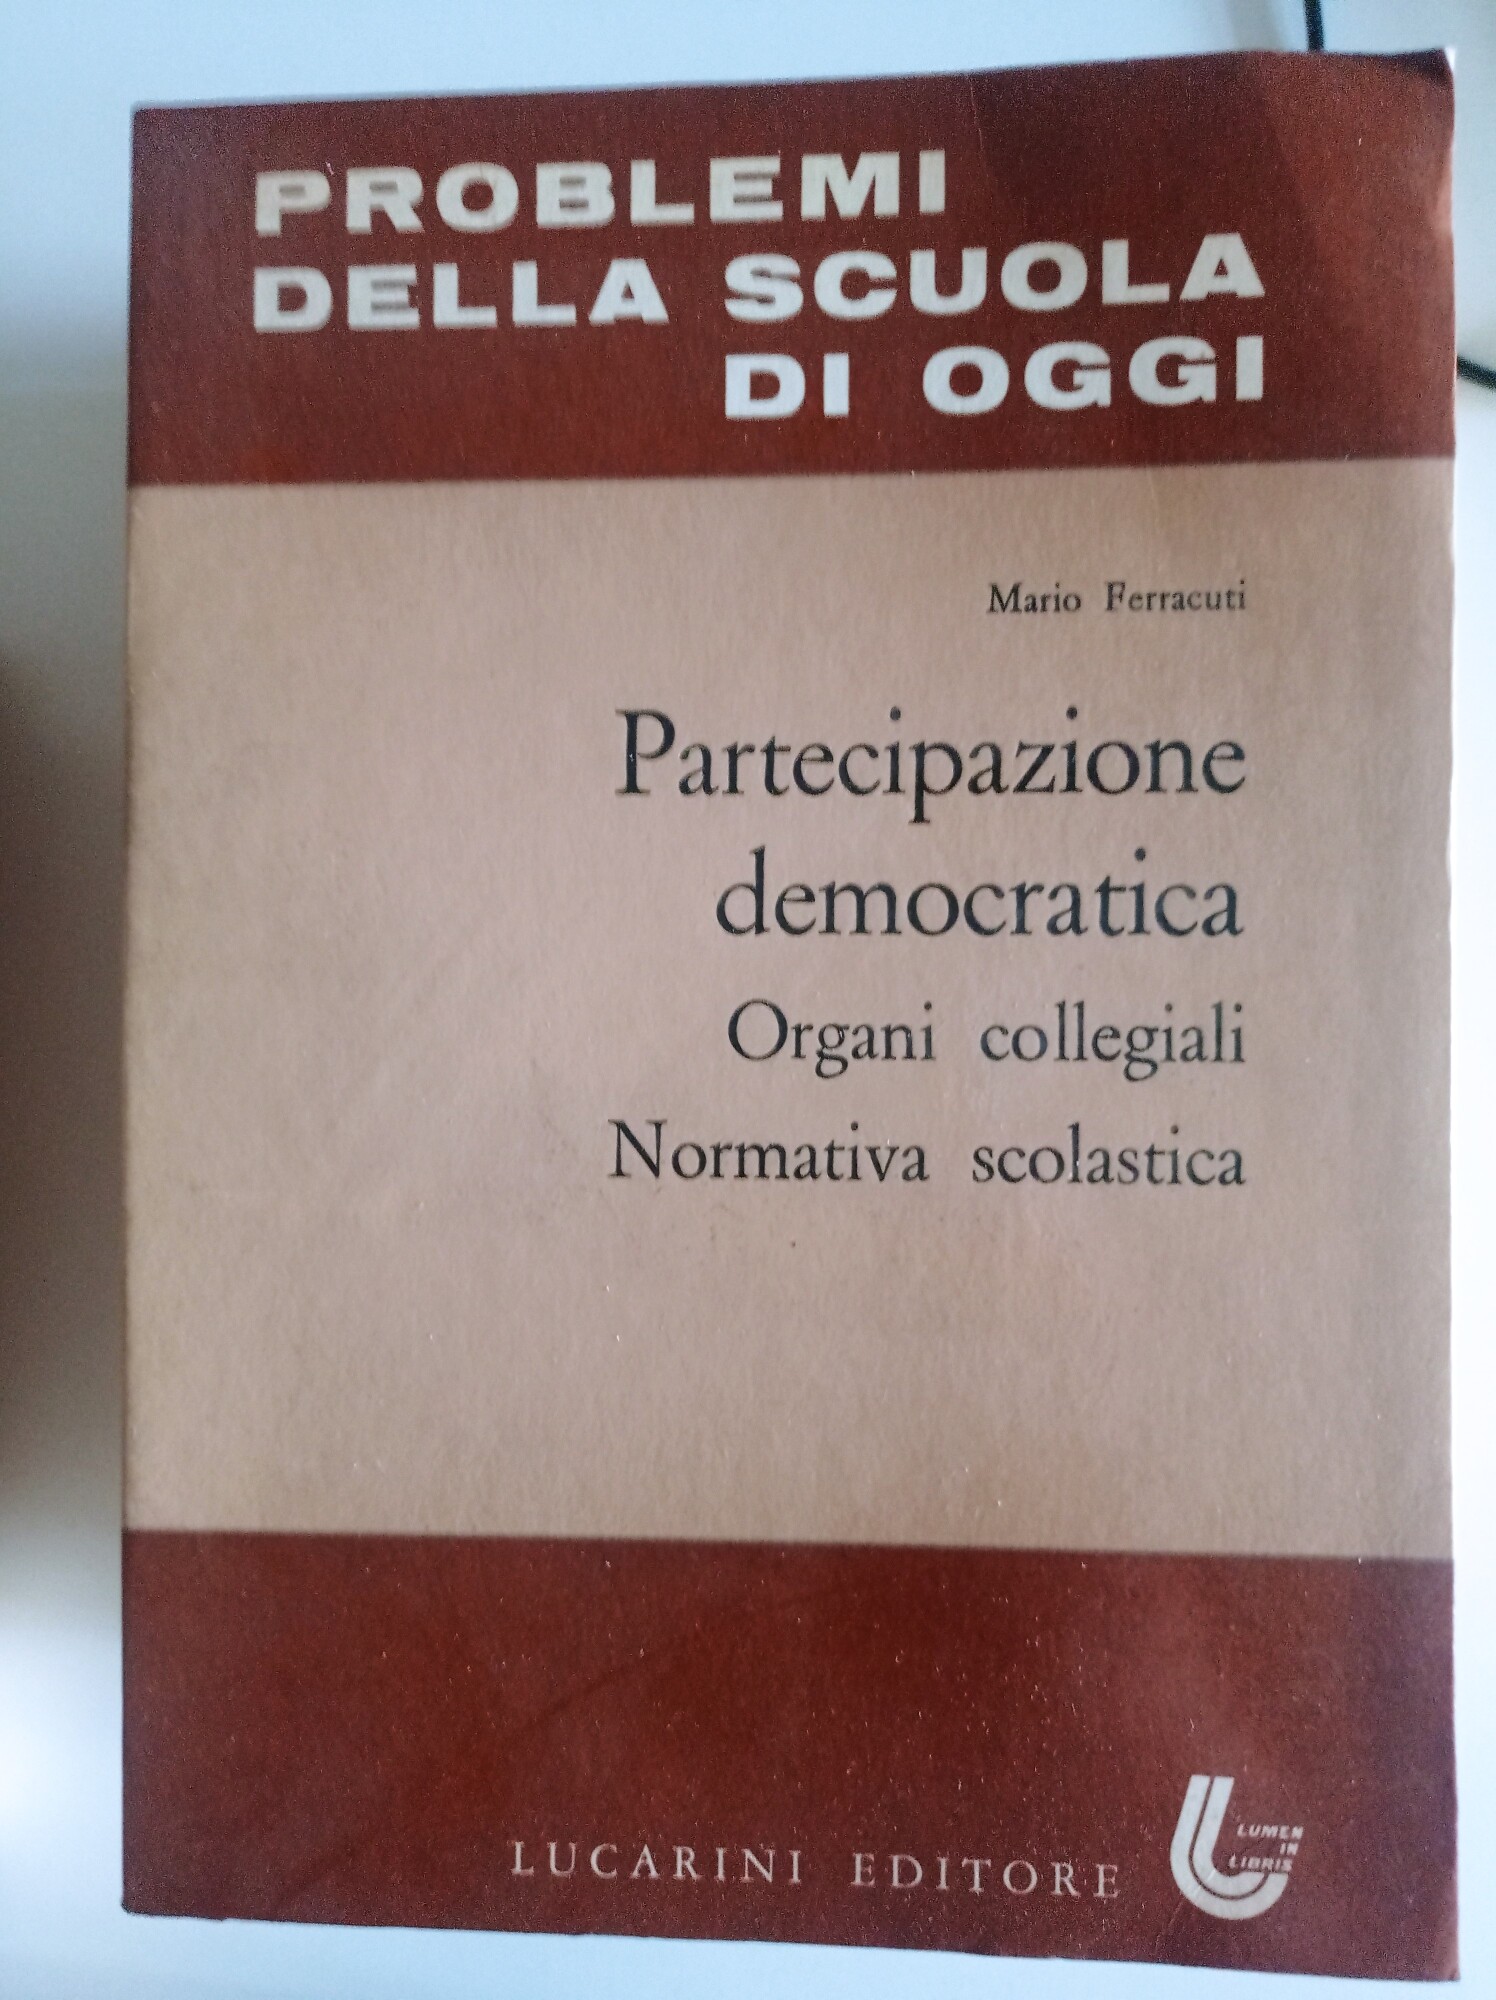 PROBLEMI
DELLA SCUOLA
DI OGGI
Mario Ferracuti
Partecipazione
democratica
Organi collegiali
Normativa scolastica
LUCARINI EDITORE
LUMEN
IN
LIBRIS